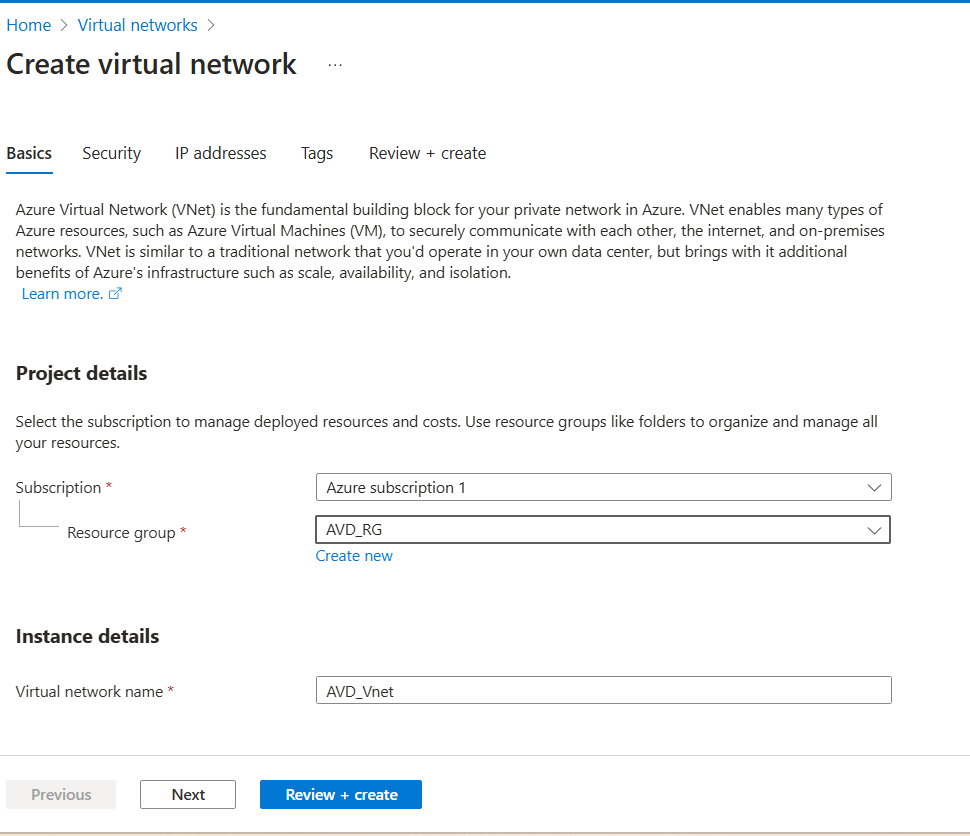 Home > Virtual networks >
Create virtual network ...
Basics Security IP addresses Tags Review + create
Azure Virtual Network (VNet) is the fundamental building block for your private network in Azure. VNet enables many types of
Azure resources, such as Azure Virtual Machines (VM), to securely communicate with each other, the internet, and on-premises
networks. VNet is similar to a traditional network that you'd operate in your own data center, but brings with it additional
benefits of Azure's infrastructure such as scale, availability, and isolation.
Learn more.
Project details
Select the subscription to manage deployed resources and costs. Use resource groups like folders to organize and manage all
your resources.
Subscription * Azure subscription 1
Resource group * AVD_RG
Create new
Instance details
Virtual network name * AVD_Vnet
Previous Next Review + create